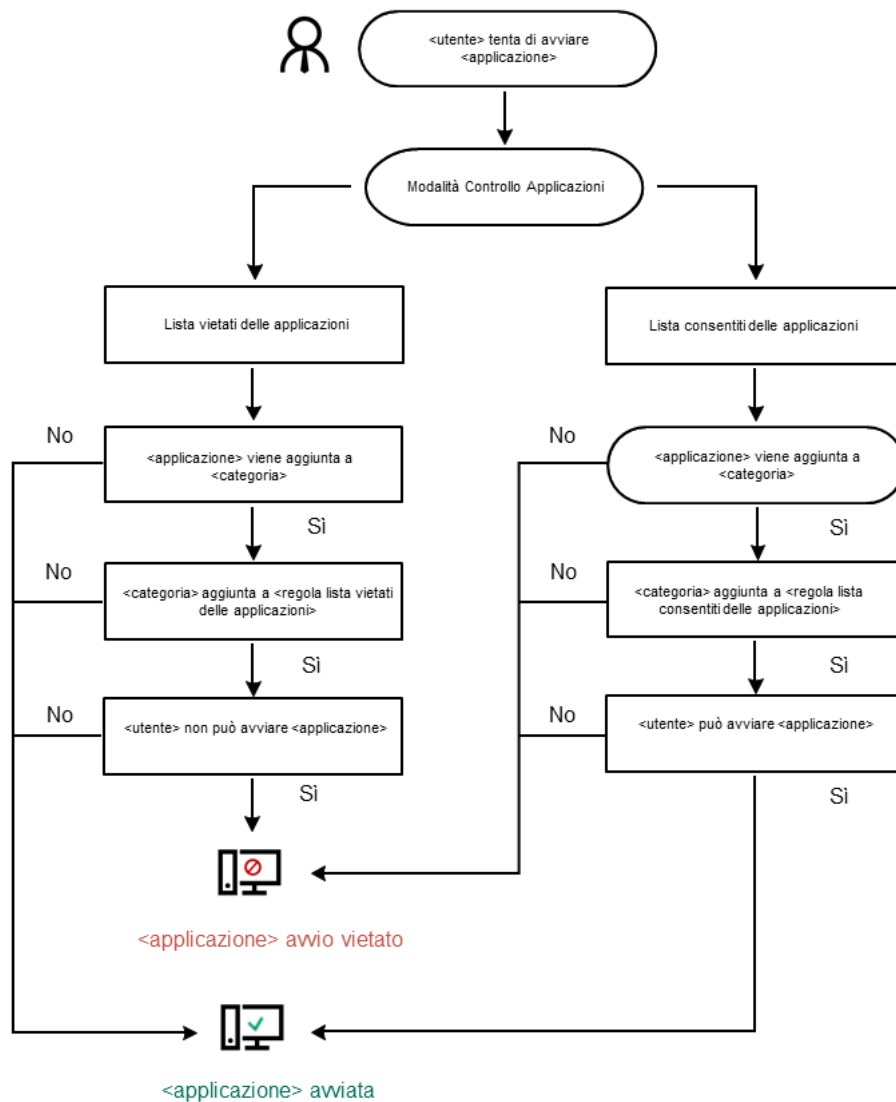 <utente> tenta di avviare
<applicazione>
Modalità Controllo Applicazioni
Lista vietati delle applicazioni
Lista consentiti delle applicazioni
No
<applicazione> viene aggiunta a
<categoria>
Sì
No
<applicazione> viene aggiunta a
<categoria>
Sì
No
<categoria> aggiunta a <regola lista vietati
delle applicazioni>
Sì
No
<categoria> aggiunta a <regola lista
consentiti delle applicazioni>
Sì
No
<utente> non può avviare <applicazione>
Sì
No
<utente> può avviare <applicazione>
Sì
<applicazione> avvio vietato
<applicazione> avviata